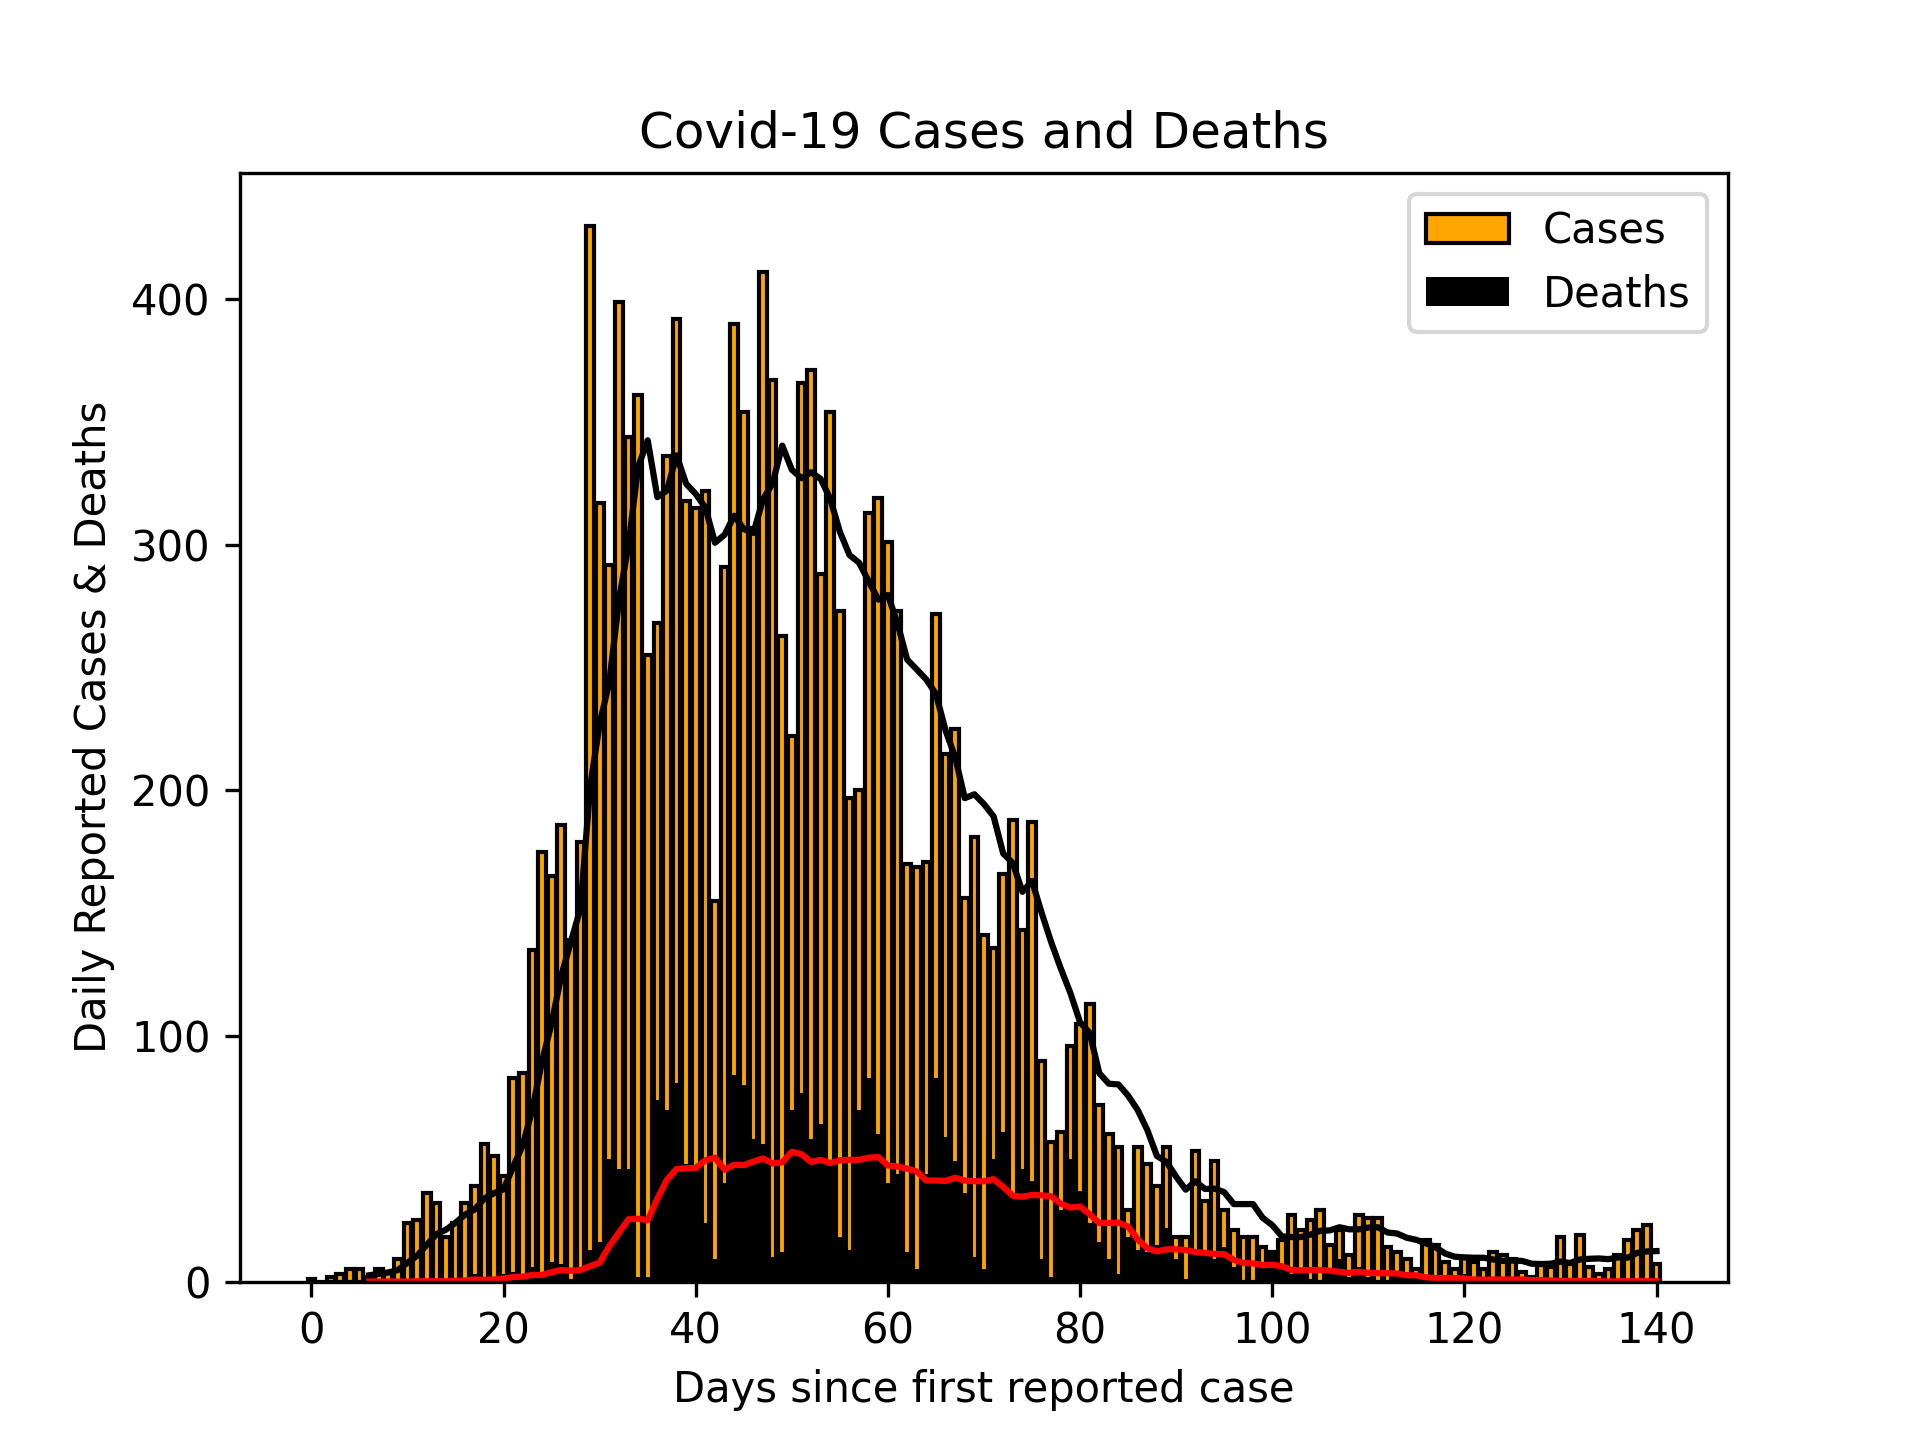 Covid-19 Cases and Deaths
Cases
Deaths
Daily Reported Cases & Deaths
400
300
200
100
0
0 20 40 60 80 100 120 140
Days since first reported case